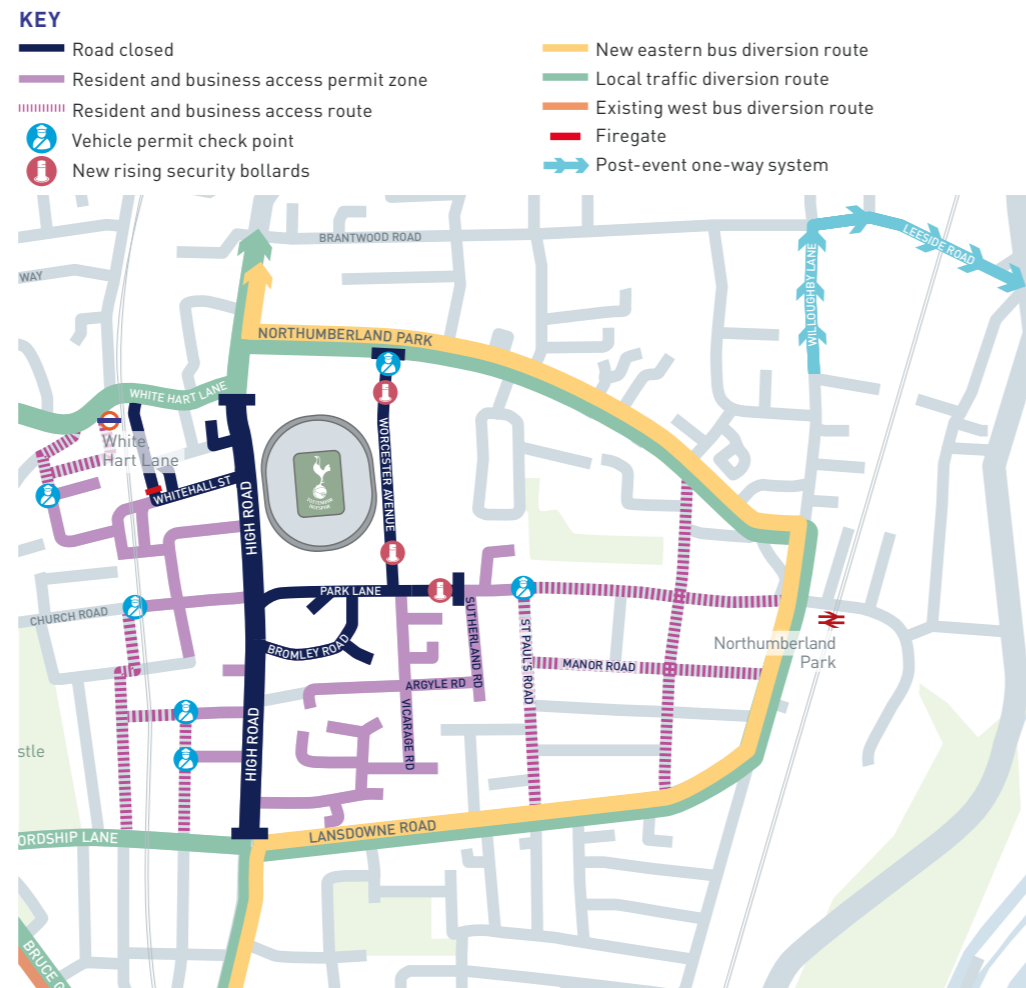 KEY
Road closed
Resident and business access permit zone
Resident and business access route
Vehicle permit check point
New rising security bollards
New eastern bus diversion route
Local traffic diversion route
Existing west bus diversion route
Firegate
Post-event one-way system
BRANTWOOD ROAD
LEESIDE ROAD
WAY
WILLOUGHBY LANE
NORTHUMBERLAND PARK
WHITE HART LANE
White
Hart Lane
WORCESTER AVENUE
WHITEHALL ST
HIGH ROAD
TOTTENHAM
HOTSPUR
PARK LANE
CHURCH ROAD
SUTHERLAND RD
ST PAUL'S ROAD
BROMLEY ROAD
Northumberland
Park
MANOR ROAD
ARGYLE RD
VICARAGE RD
HIGH ROAD
stle
LANSDOWNE ROAD
ORDSHIP LANE
BRUCE G